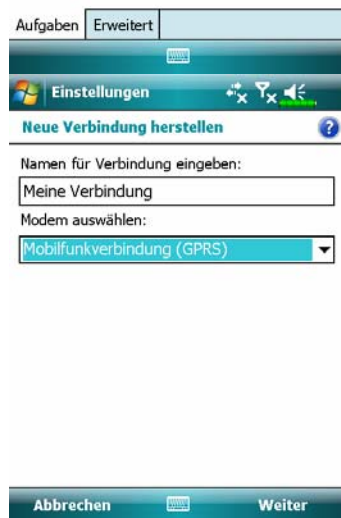 Aufgaben Erweitert
Einstellungen
Neue Verbindung herstellen ?
Namen für Verbindung eingeben:
Meine Verbindung
Modem auswählen:
Mobilfunkverbindung (GPRS)
Abbrechen Weiter